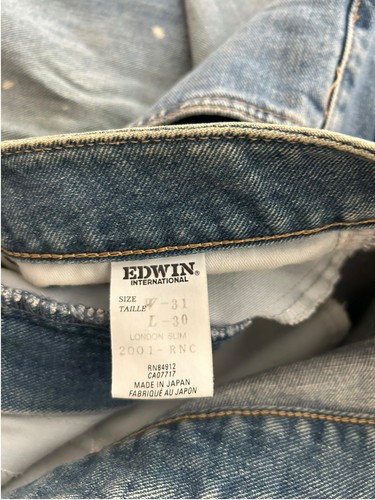 EDWIN®
INTERNATIONAL
SIZE W-31
TAILLE
L-30
LONDON SLIM
2001-RNC
RN84912
CA07717
MADE IN JAPAN
FABRIQUÉ AU JAPON